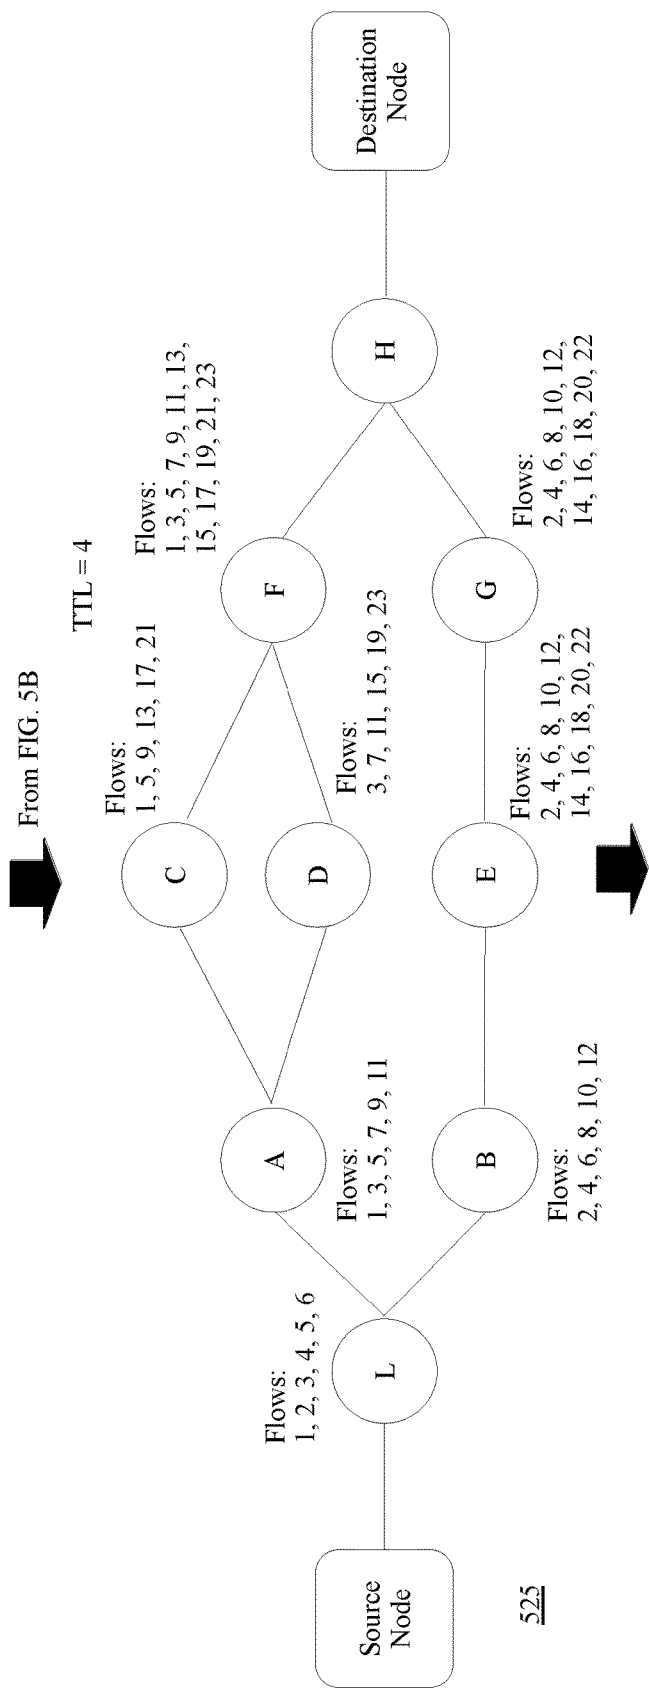 From FIG. 5B
TTL = 4
Flows:
1, 5, 9, 13, 17, 21
Flows:
1, 3, 5, 7, 9, 11, 13,
15, 17, 19, 21, 23
C
Flows:
1, 2, 3, 4, 5, 6
A
Flows:
1, 3, 5, 7, 9, 11
D
Flows:
3, 7, 11, 15, 19, 23
F
Source
Node
L
H
Destination
Node
B
Flows:
2, 4, 6, 8, 10, 12
E
Flows:
2, 4, 6, 8, 10, 12,
14, 16, 18, 20, 22
G
Flows:
2, 4, 6, 8, 10, 12,
14, 16, 18, 20, 22
525